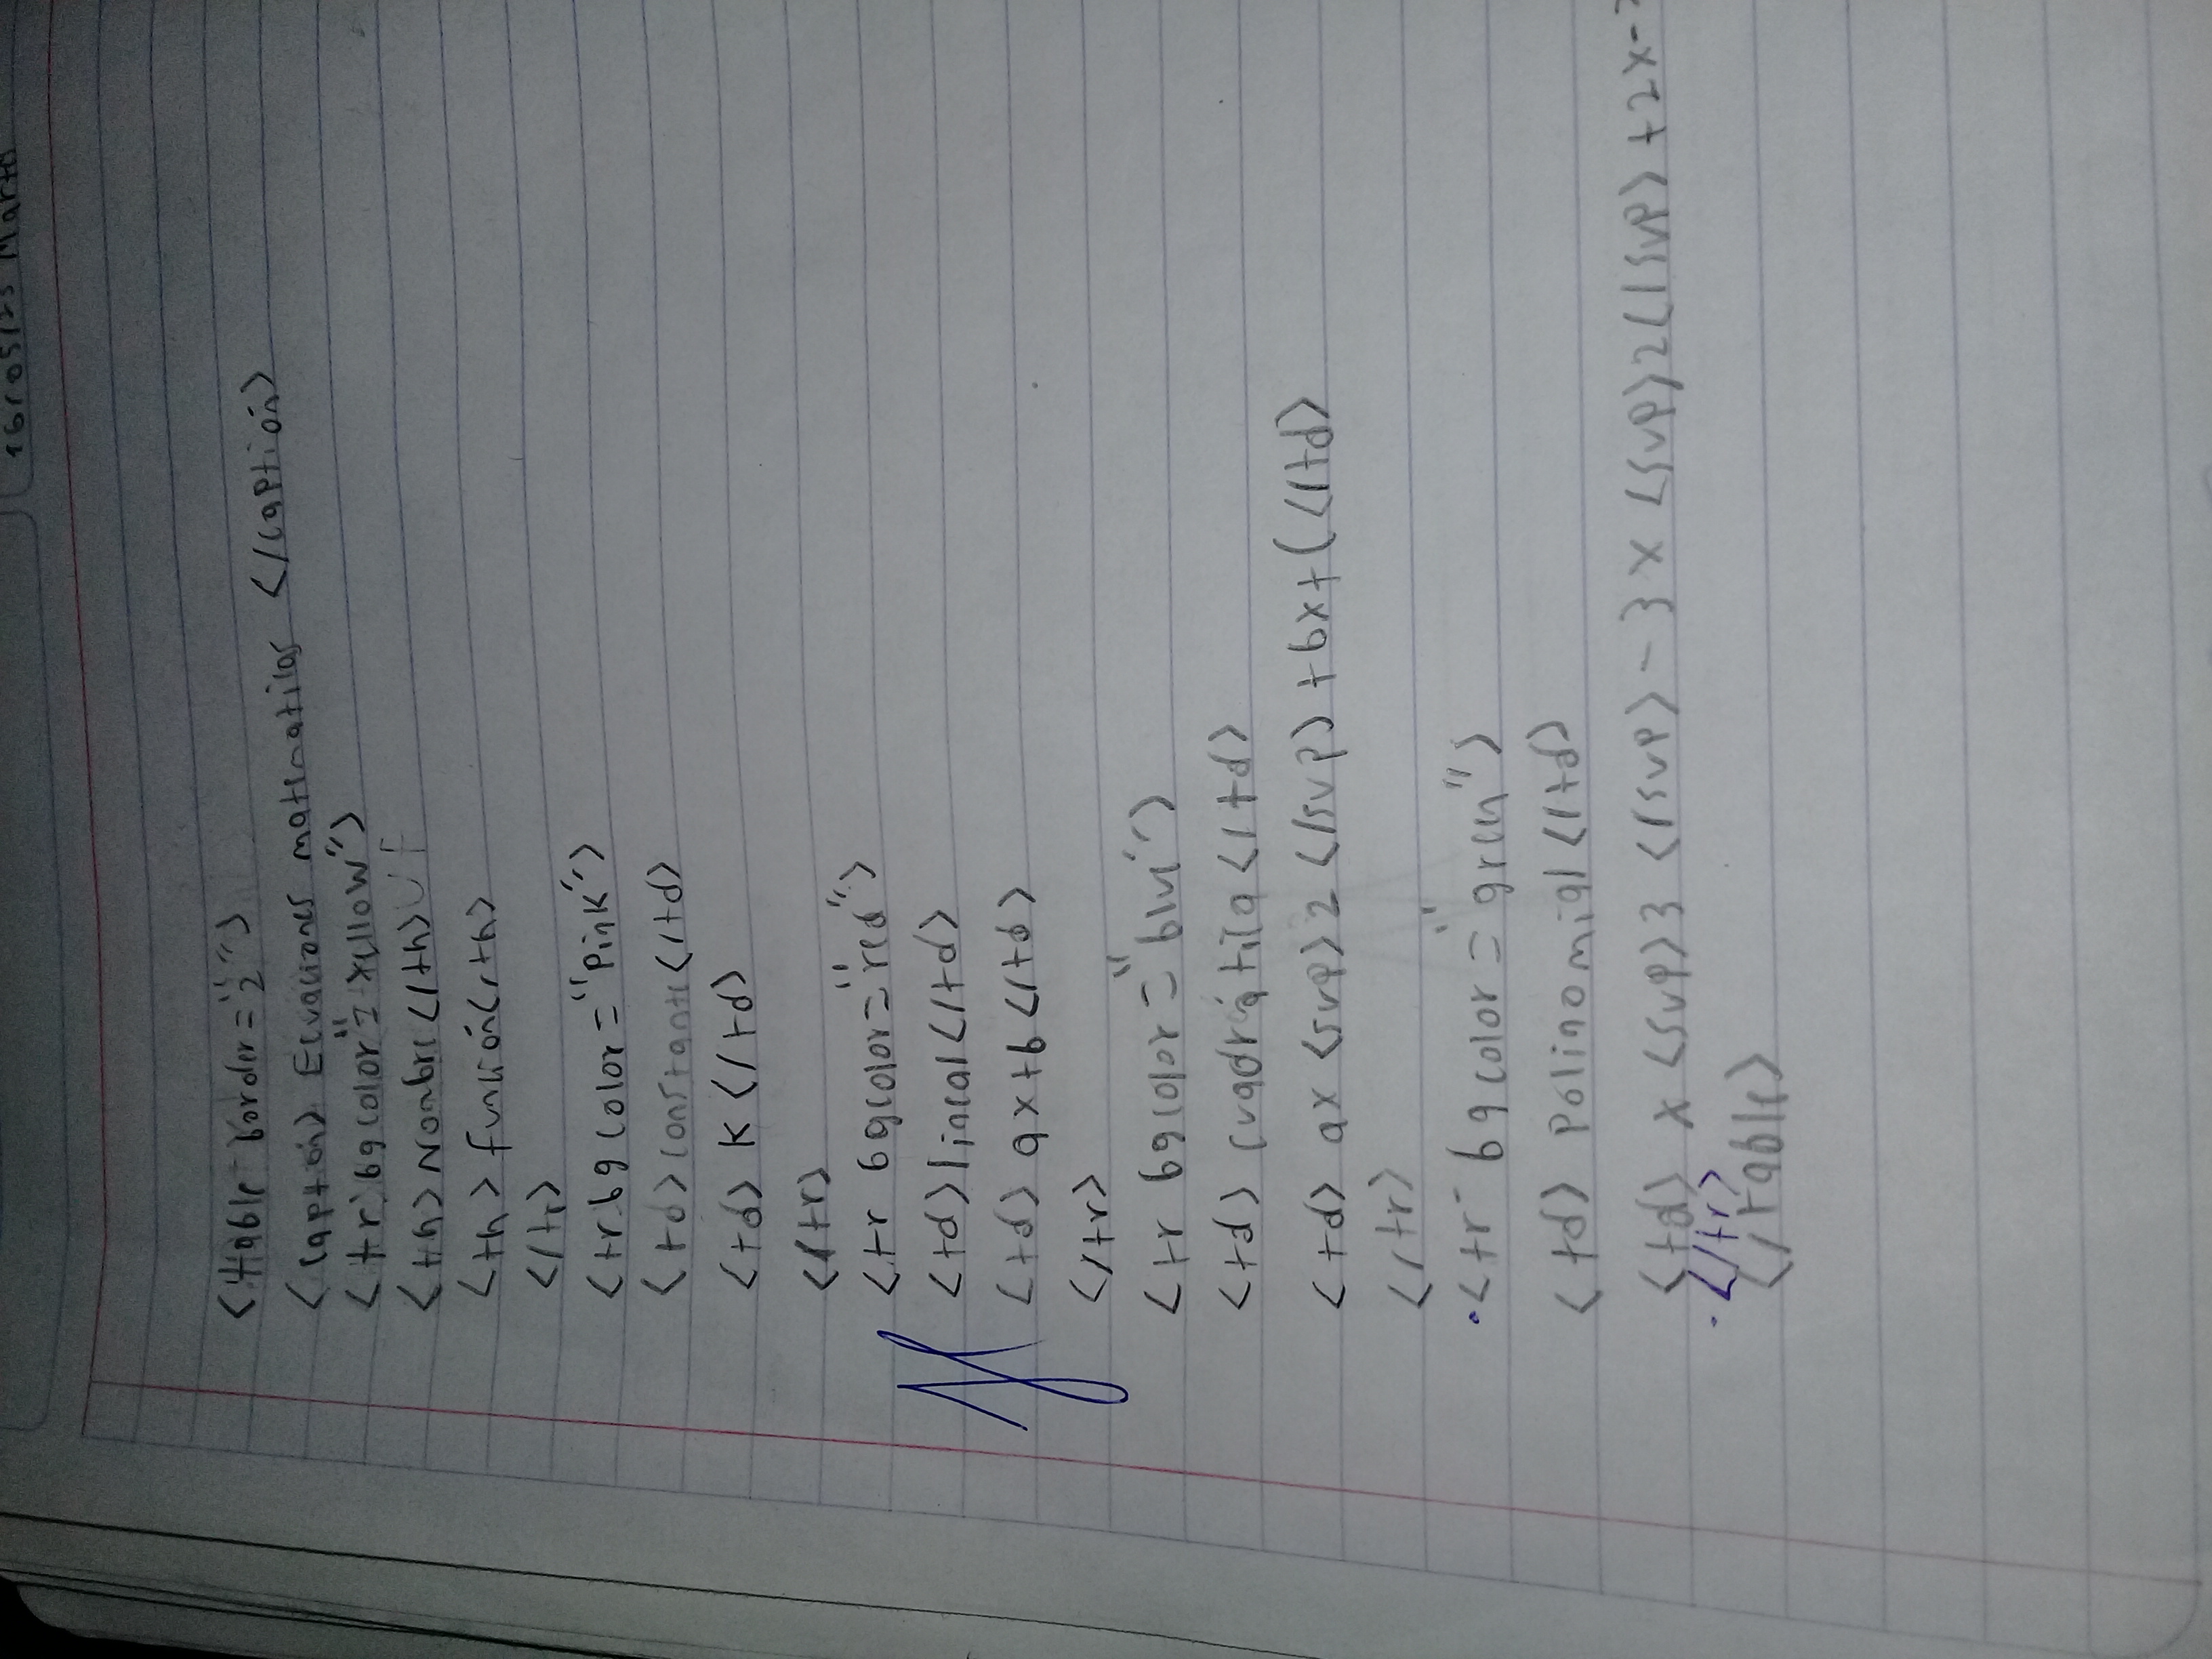 16/05/23 Martes
<table border="2">
<caption> Ecuaciones matematicas </caption>
<tr bgcolor"= yellow">
<th> Nombre </th>
<th> función</th>
</tr>
<tr bgcolor="Pink">
<td> constante </td>
<td> K </td>
</tr>
<tr bgcolor="red">
<td> lineal </td>
<td> ax+b </td>
</tr>
<tr bgcolor="blue">
<td> cuadrática </td>
<td> ax <sup> 2 </sup> +bx+c </td>
</tr>
<tr bgcolor="green">
<td> Polinomial </td>
<td> x <sup> 3 </sup> - 3x <sup> 2 </sup> + 2x-
</tr>
</table>